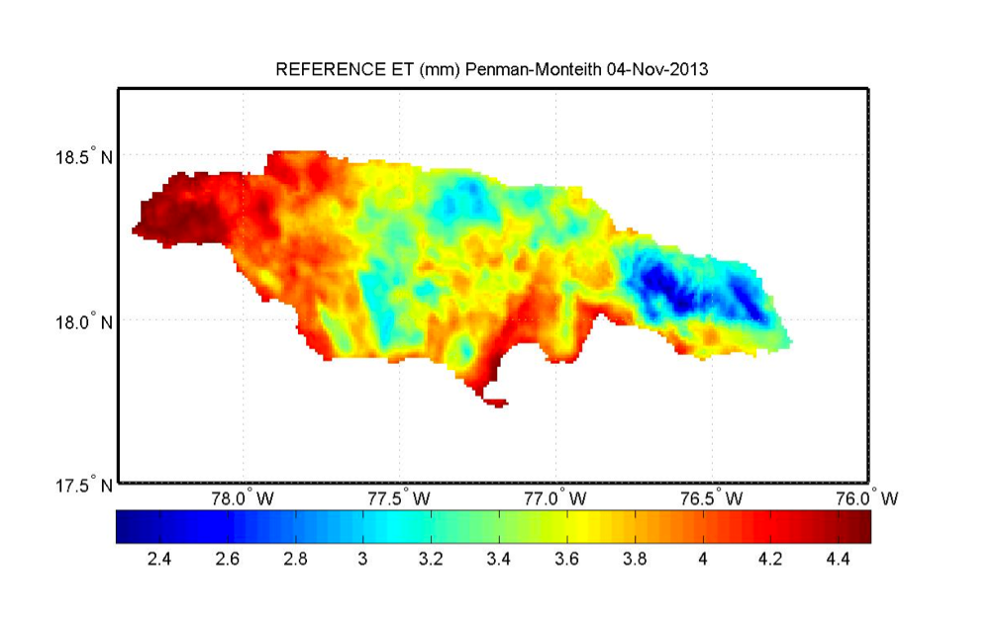 REFERENCE ET (mm) Penman-Monteith 04-Nov-2013
18.5° N
18.0° N
17.5° N
78.0° W 77.5° W 77.0° W 76.5° W 76.0° W
2.4 2.6 2.8 3 3.2 3.4 3.6 3.8 4 4.2 4.4